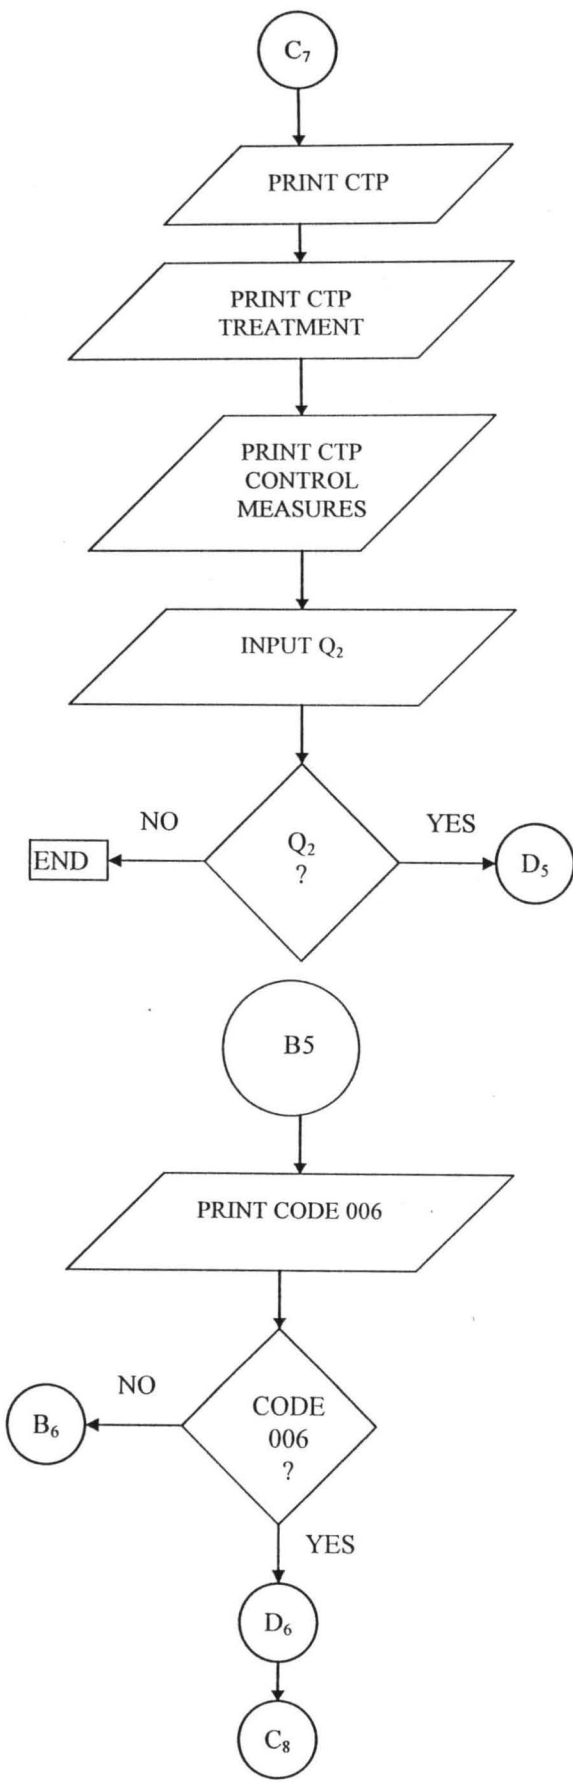 C₇
PRINT CTP
PRINT CTP
TREATMENT
PRINT CTP
CONTROL
MEASURES
INPUT Q₂
NO
YES
END
Q₂
?
D₅
B5
PRINT CODE 006
NO
B₆
CODE
006
?
YES
D₆
C₈